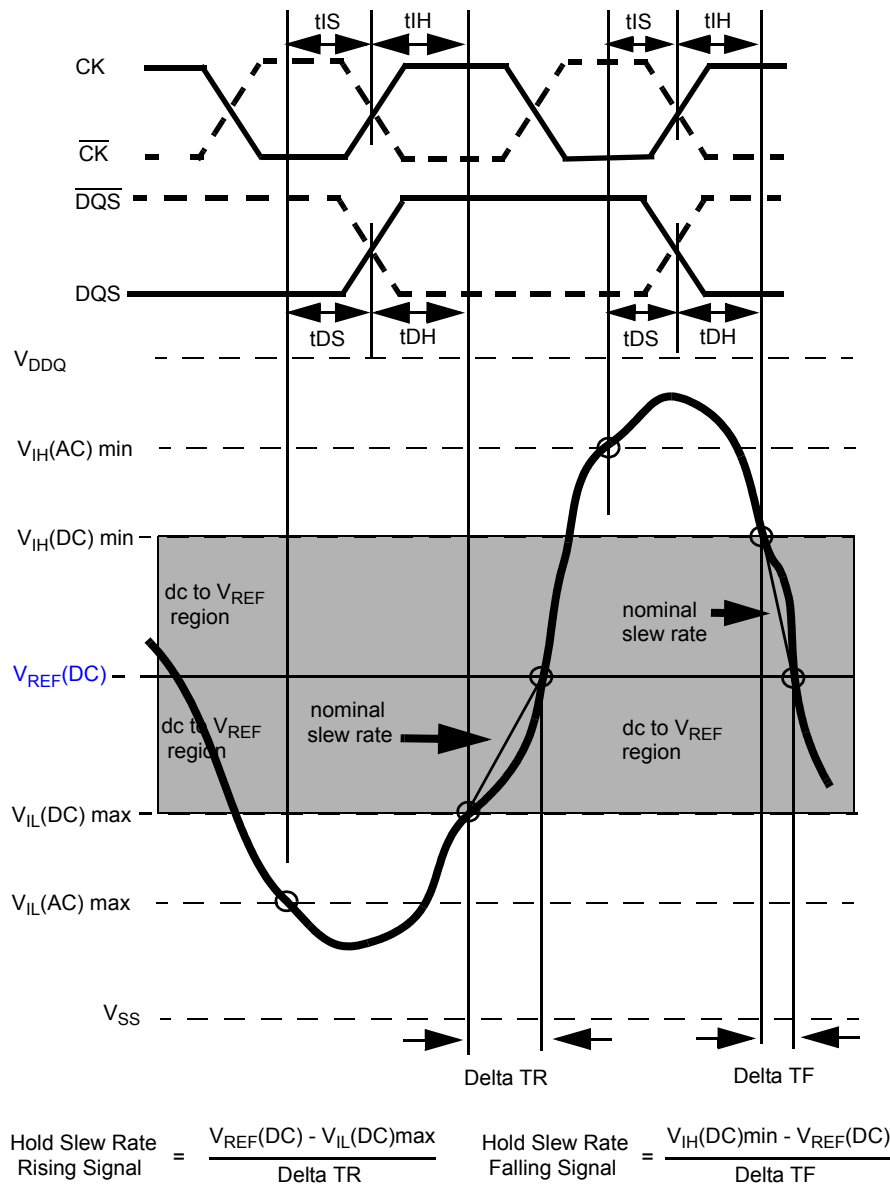 tIS tIH tIS tIH
CK
CK
DQS
DQS
tDS tDH tDS tDH
VDDQ
VIH(AC) min
VIH(DC) min
dc to VREF
region
nominal
slew rate
VREF(DC)
dc to VREF
region
nominal
slew rate
dc to VREF
region
VIL(DC) max
VIL(AC) max
VSS
Delta TR Delta TF
Hold Slew Rate
Rising Signal
=
VREF(DC) - VIL(DC)max
Delta TR
Hold Slew Rate
Falling Signal
=
VIH(DC)min - VREF(DC)
Delta TF